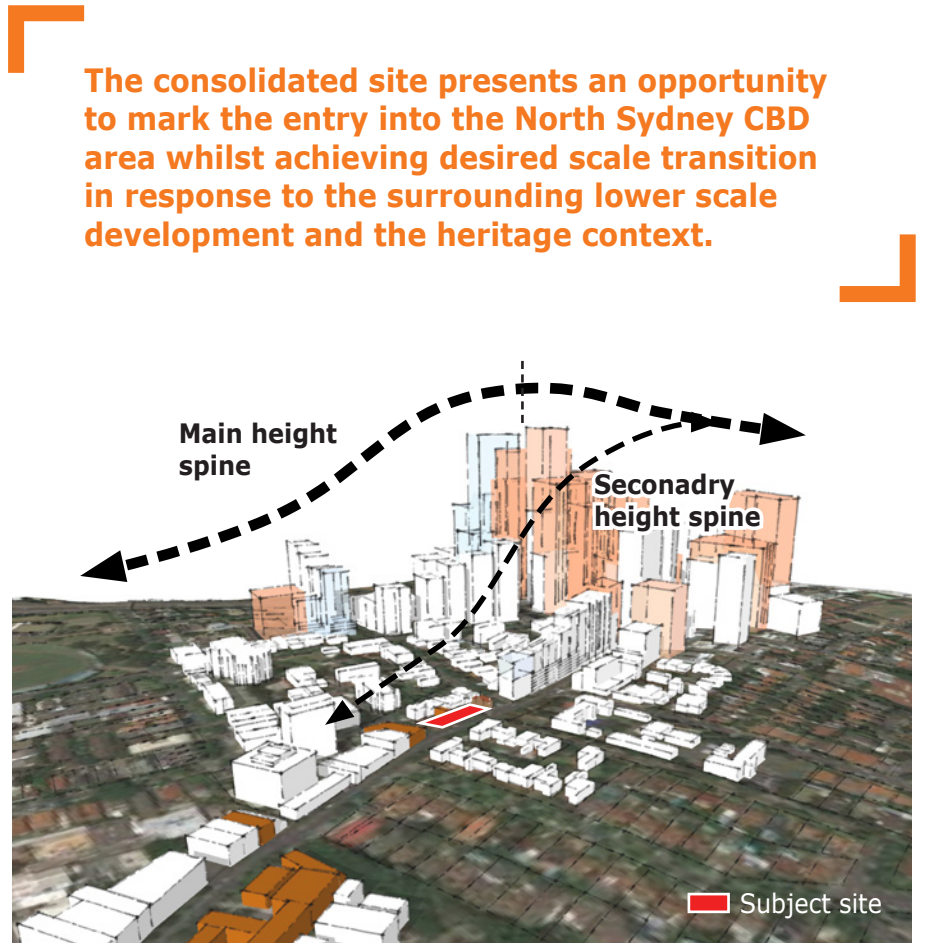 The consolidated site presents an opportunity
to mark the entry into the North Sydney CBD
area whilst achieving desired scale transition
in response to the surrounding lower scale
development and the heritage context.
Main height
spine
Seconadry
height spine
Subject site